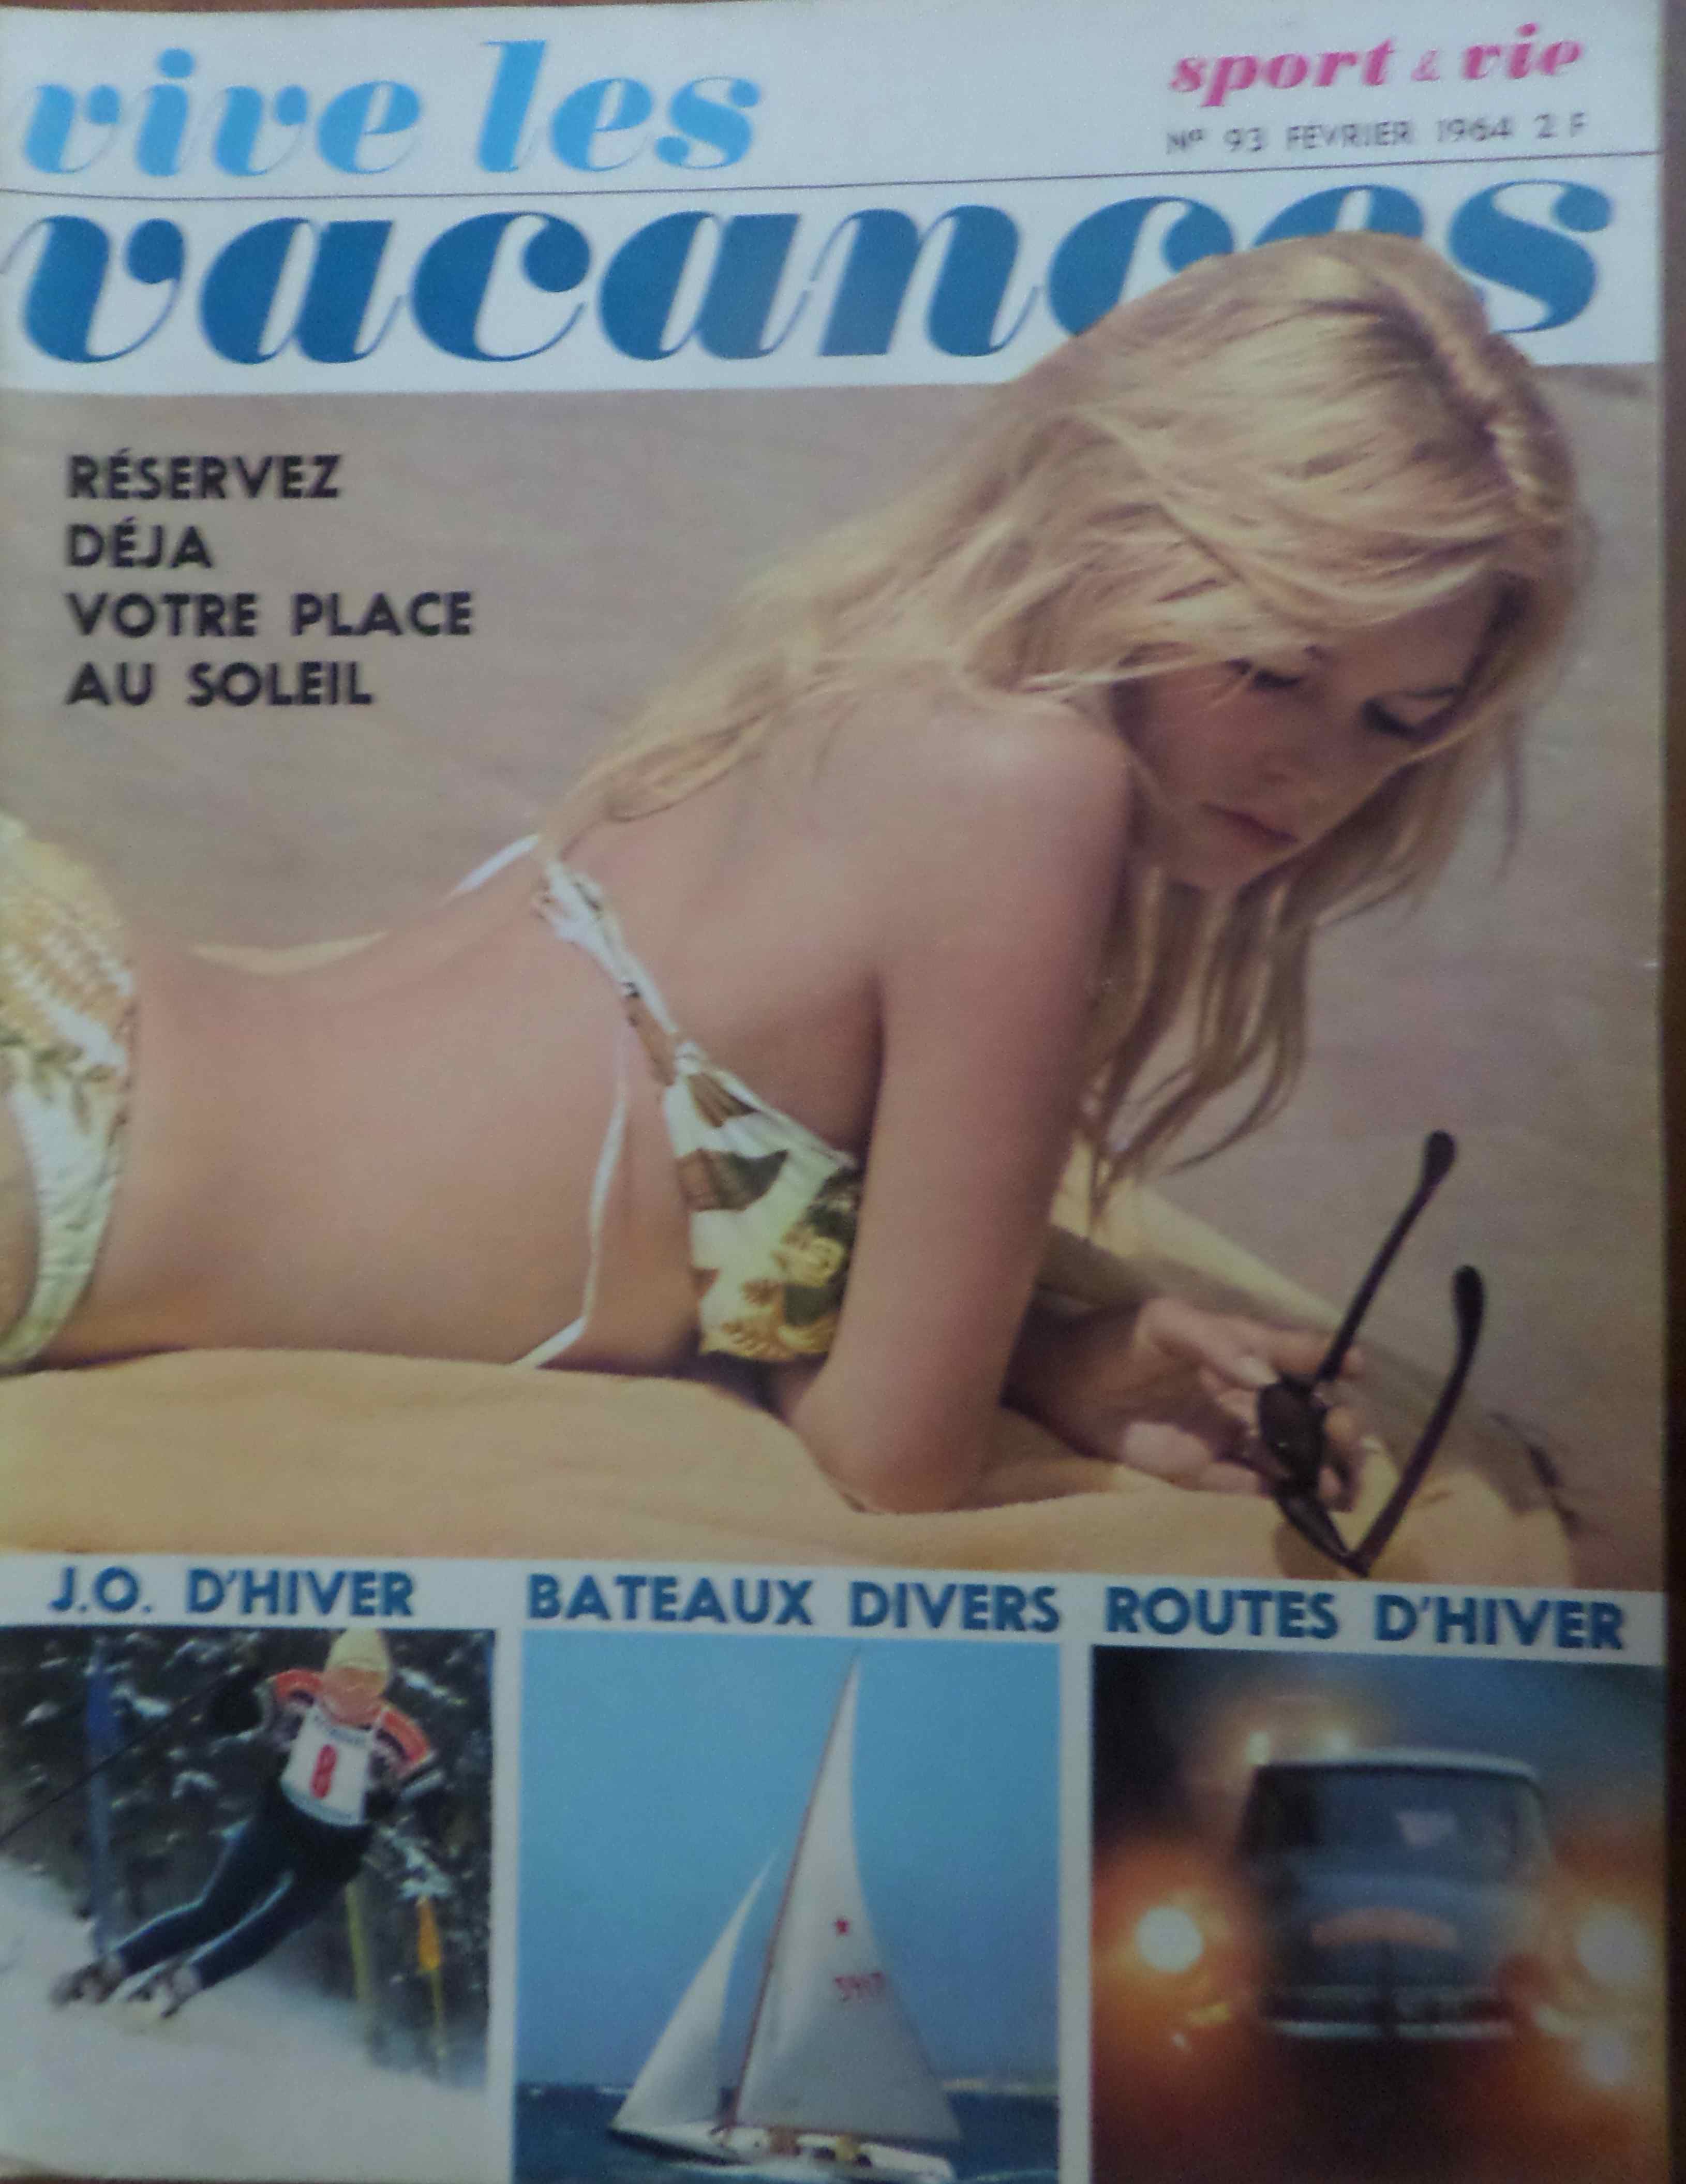 vive les
sport & vie
Nº 93 FEVRIER 1964 2 F
vacances
RÉSERVEZ
DÉJA
VOTRE PLACE
AU SOLEIL
J.O. D'HIVER
BATEAUX DIVERS
ROUTES D'HIVER
8